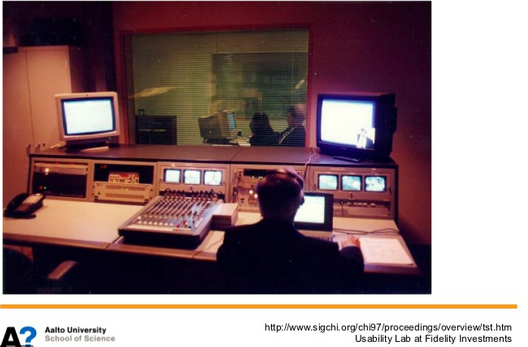 Aalto University
School of Science
http://www.sigchi.org/chi97/proceedings/overview/tst.htm
Usability Lab at Fidelity Investments
A?